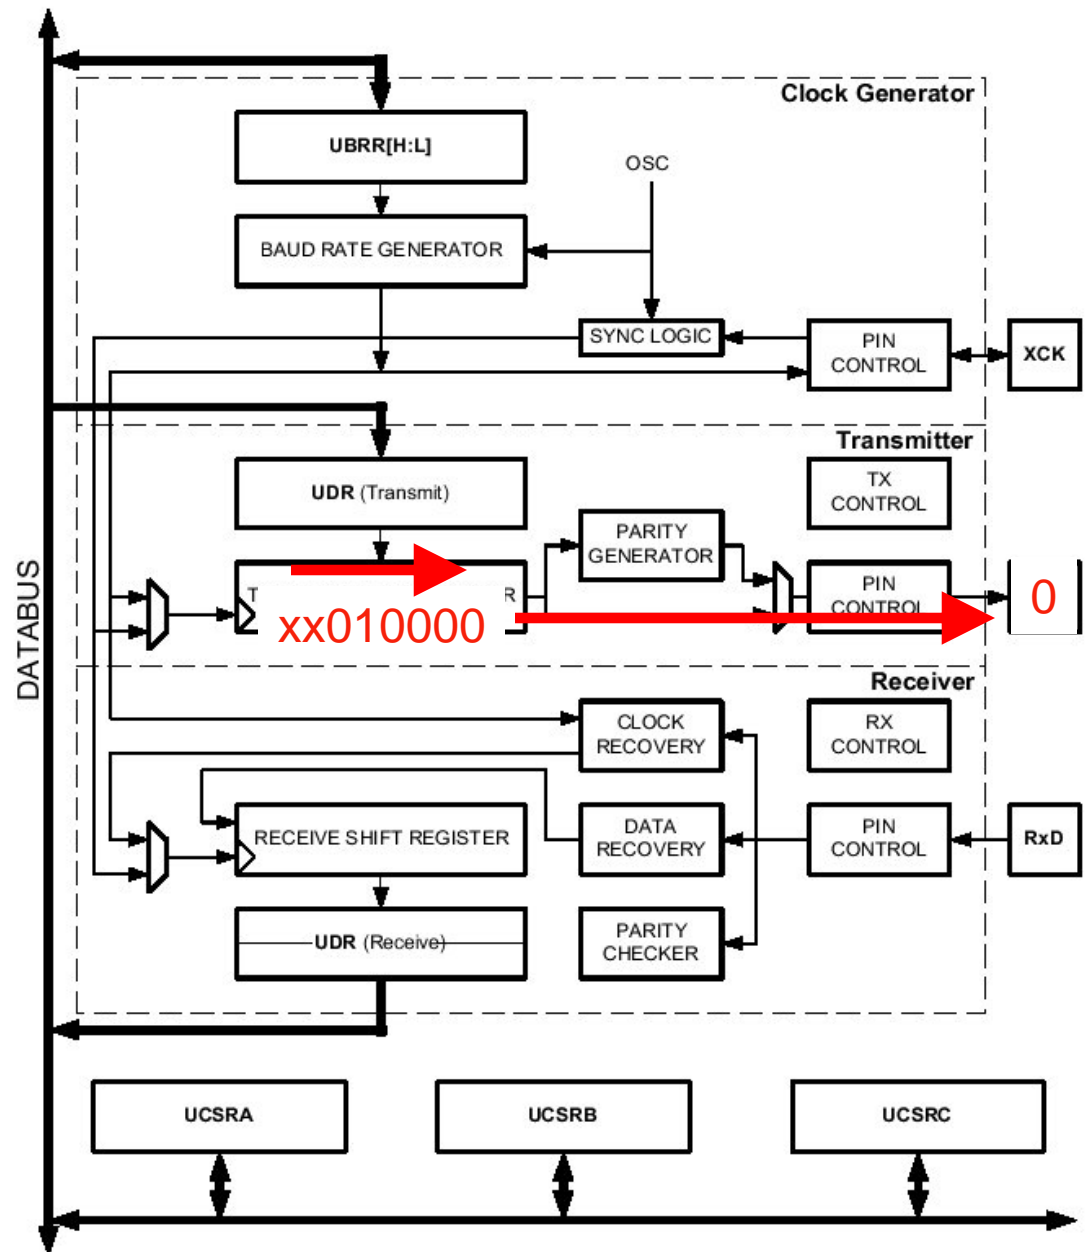 Clock Generator
UBRR[H:L]
OSC
BAUD RATE GENERATOR
SYNC LOGIC
PIN
CONTROL
XCK
Transmitter
TX
CONTROL
UDR (Transmit)
PARITY
GENERATOR
PIN
CONTROL
T
R
xx010000
0
DATABUS
Receiver
CLOCK
RECOVERY
RX
CONTROL
RECEIVE SHIFT REGISTER
DATA
RECOVERY
PIN
CONTROL
RxD
UDR (Receive)
PARITY
CHECKER
UCSRA
UCSRB
UCSRC